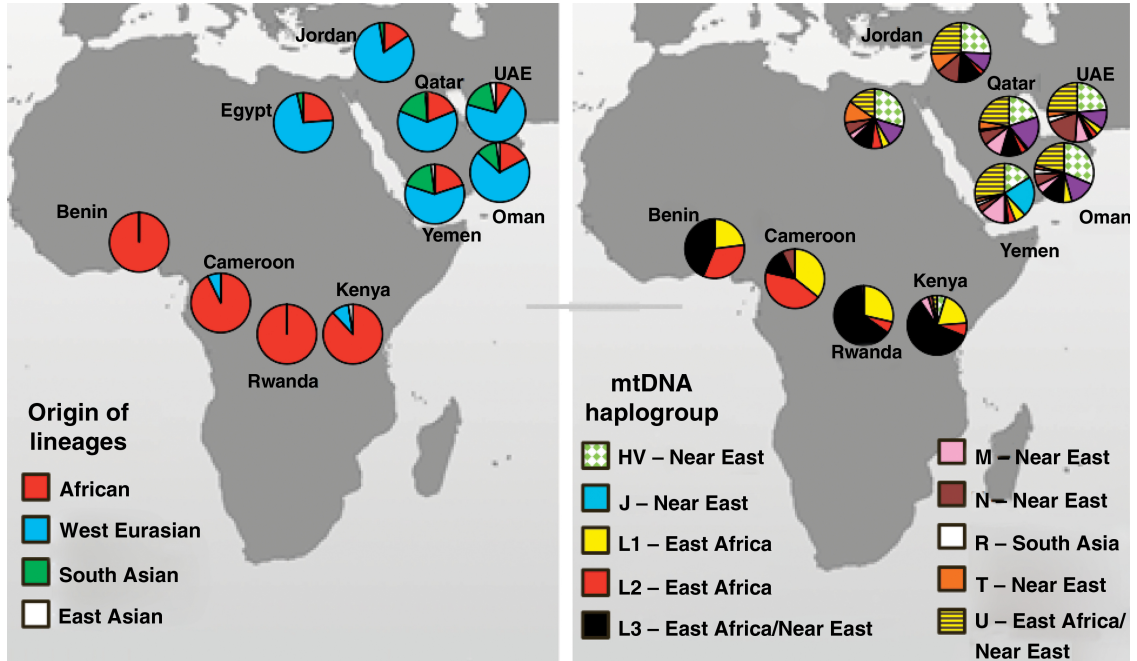 Jordan
Qatar
UAE
Egypt
Oman
Yemen
Benin
Cameroon
Kenya
Rwanda
Origin of
lineages
African
West Eurasian
South Asian
East Asian
Jordan
Qatar
UAE
Oman
Yemen
Benin
Cameroon
Kenya
Rwanda
mtDNA
haplogroup
HV – Near East
J – Near East
L1 – East Africa
L2 – East Africa
L3 – East Africa/Near East
M – Near East
N – Near East
R – South Asia
T – Near East
U – East Africa/
Near East